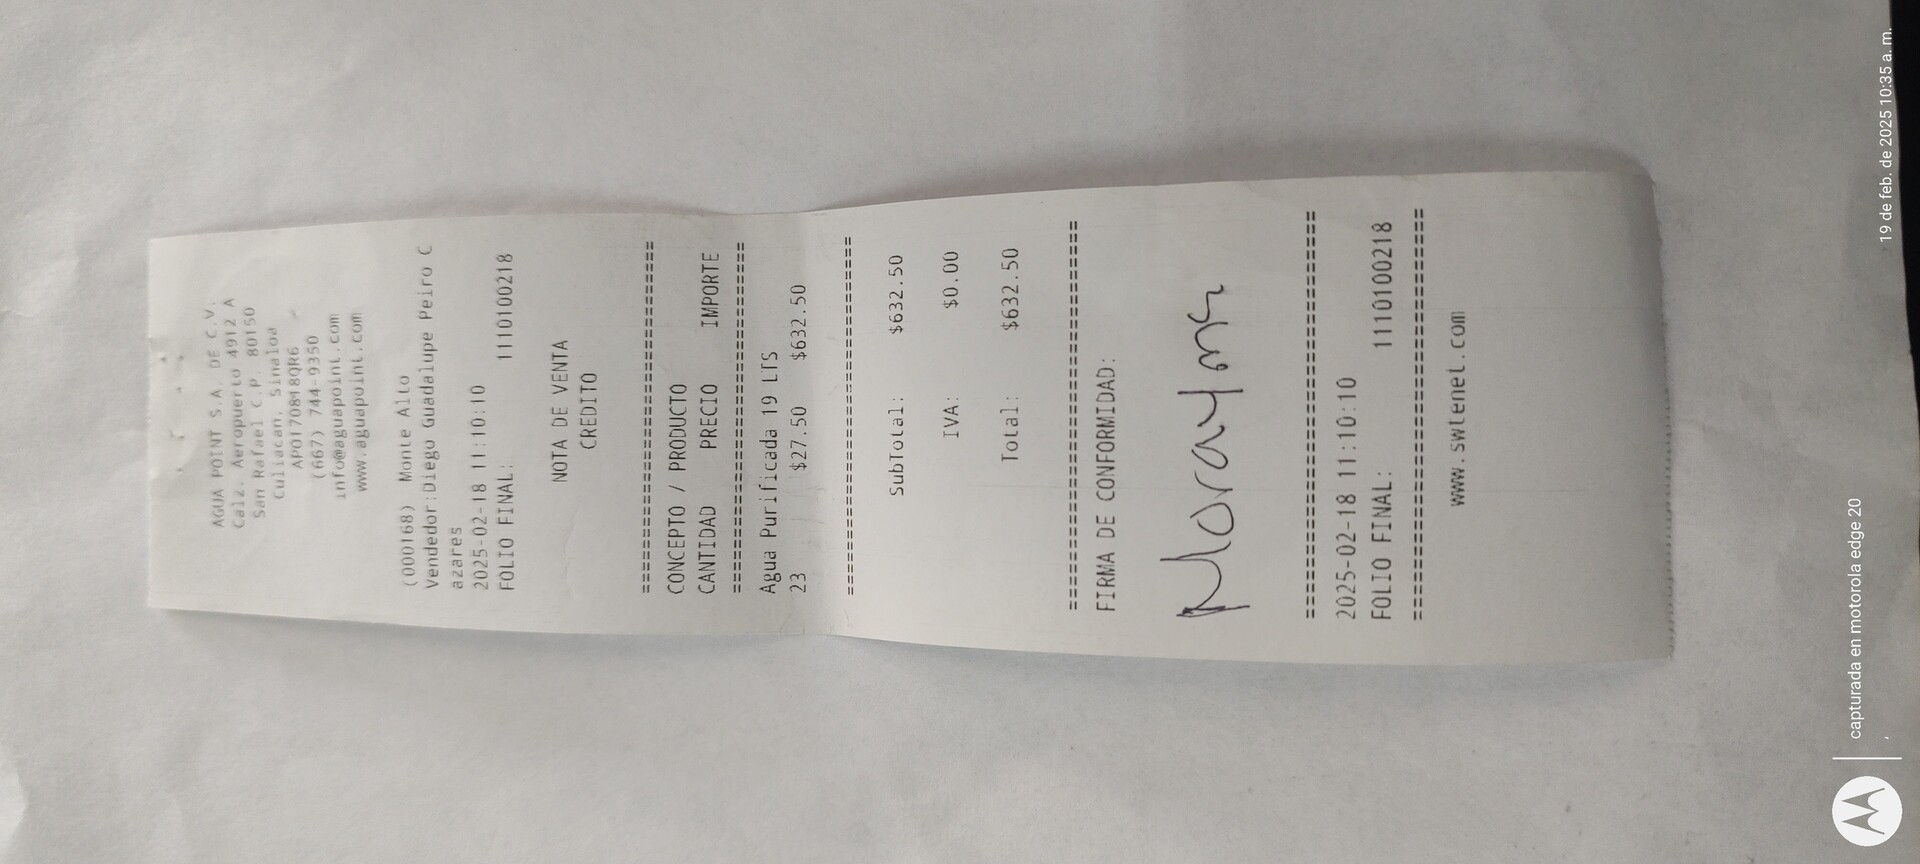 AGUA POINT S.A. DE C.V.
Calz. Aeropuerto 4912 A
San Rafael C.P. 80150
Culiacan, Sinaloa
APO170818QR6
(667) 744-9350
info@aguapoint.com
www.aguapoint.com
(000168) Monte Alto
Vendedor:Diego Guadalupe Peiro C
azares
2025-02-18 11:10:10
FOLIO FINAL: 1110100218
NOTA DE VENTA
CREDITO
================================
CONCEPTO / PRODUCTO
CANTIDAD PRECIO IMPORTE
================================
Agua Purificada 19 LTS
23 $27.50 $632.50
================================
SubTotal: $632.50
IVA: $0.00
Total: $632.50
================================
FIRMA DE CONFORMIDAD:
================================
2025-02-18 11:10:10
FOLIO FINAL: 1110100218
================================
www.swtenet.com
capturada en motorola edge 20
19 de feb. de 2025 10:35 a. m.